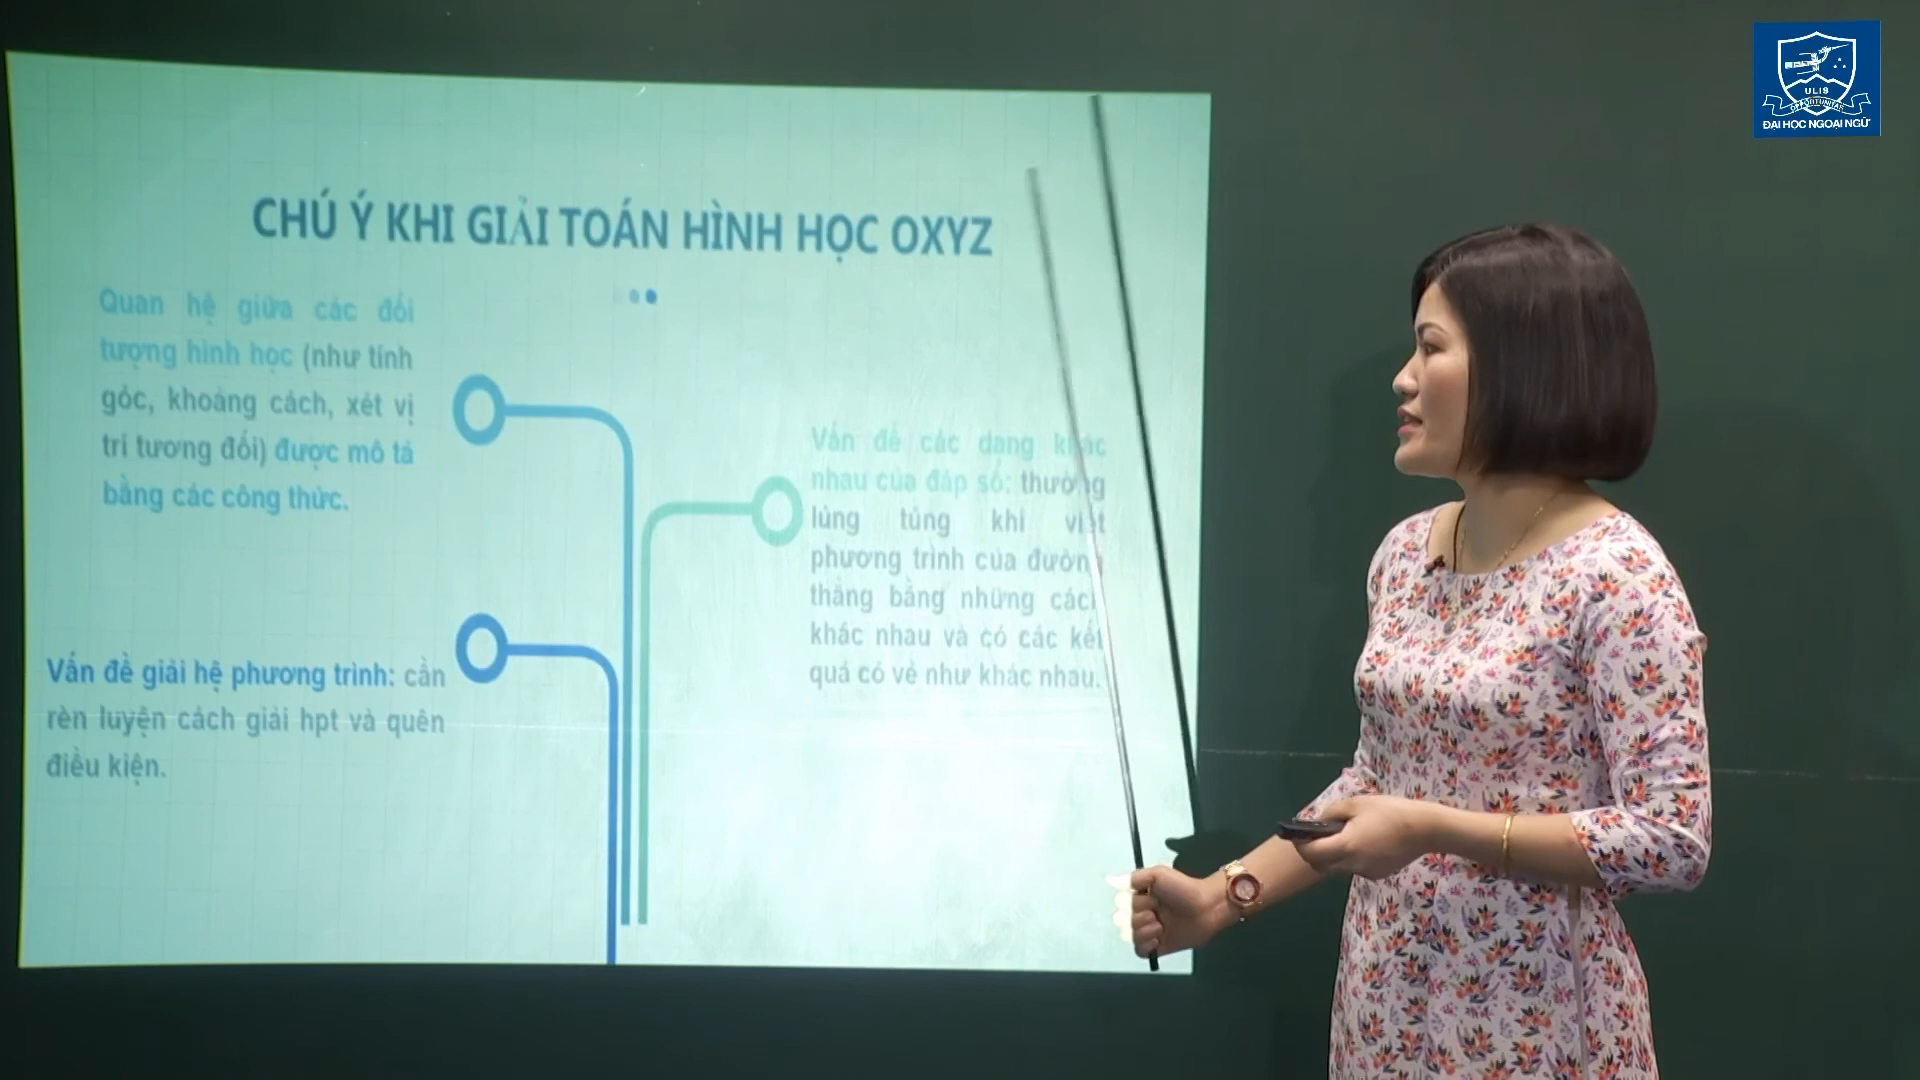 CHÚ Ý KHI GIẢI TOÁN HÌNH HỌC OXYZ
Quan hệ giữa các đối
tượng hình học (như tính
góc, khoảng cách, xét vị
trí tương đối) được mô tả
bằng các công thức.
Vấn đề giải hệ phương trình: cần
rèn luyện cách giải hpt và quên
điều kiện.
Vấn đề các dạng khác
nhau của đáp số: thường
lúng túng khi viết
phương trình của đường
thẳng bằng những cách
khác nhau và có các kết
quả có vẻ như khác nhau.
ULIS
OPPORTUNITAS
ĐẠI HỌC NGOẠI NGỮ